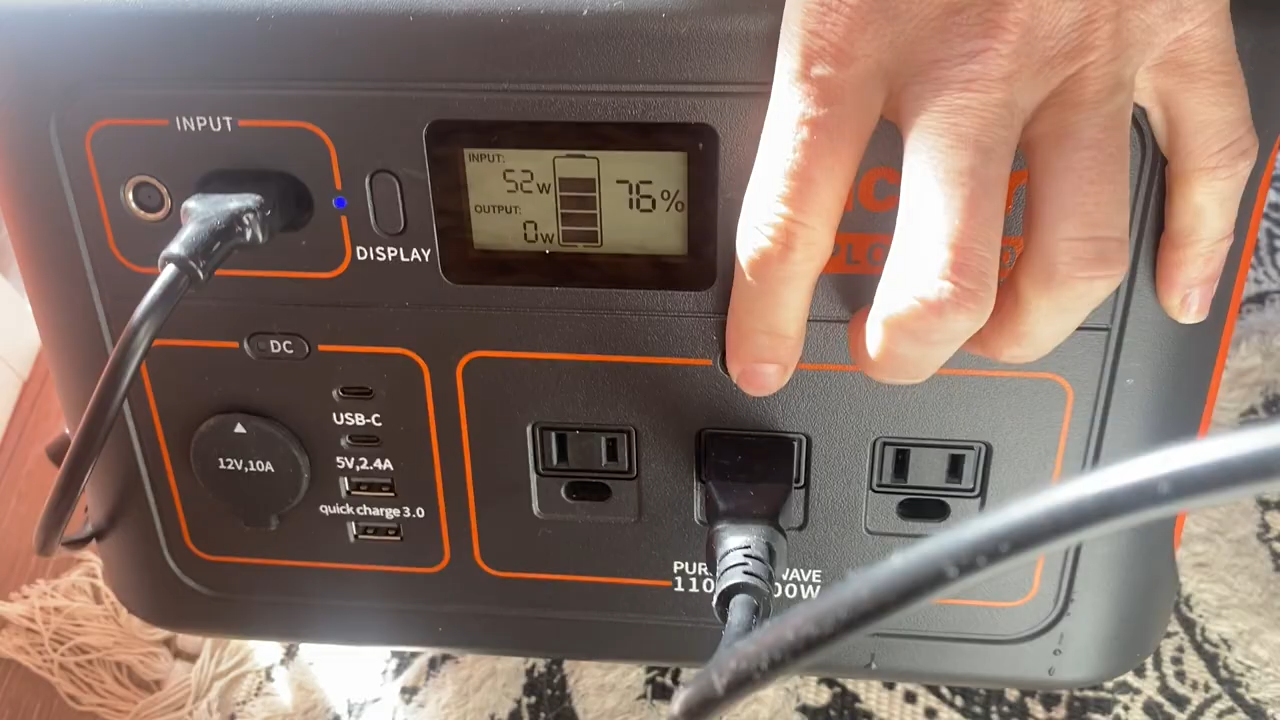 INPUT
INPUT:
52W
OUTPUT:
0W
76%
DISPLAY
DC
USB-C
12V,10A
5V,2.4A
quick charge 3.0